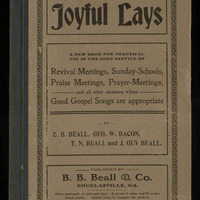 Joyful Lays
A NEW BOOK FOR PRACTICAL
USE IN THE SONG SERVICE OF
Revival Meetings, Sunday-Schools,
Praise Meetings, Prayer-Meetings,
and all other occasions where
Good Gospel Songs are appropriate
BY
B. B. BEALL, GEO. W. BACON,
T. N. BEALL and J. GUY BEALL.
PUBLISHED BY
B. B. Beall & Co.
DOUGLASVILLE, GA.